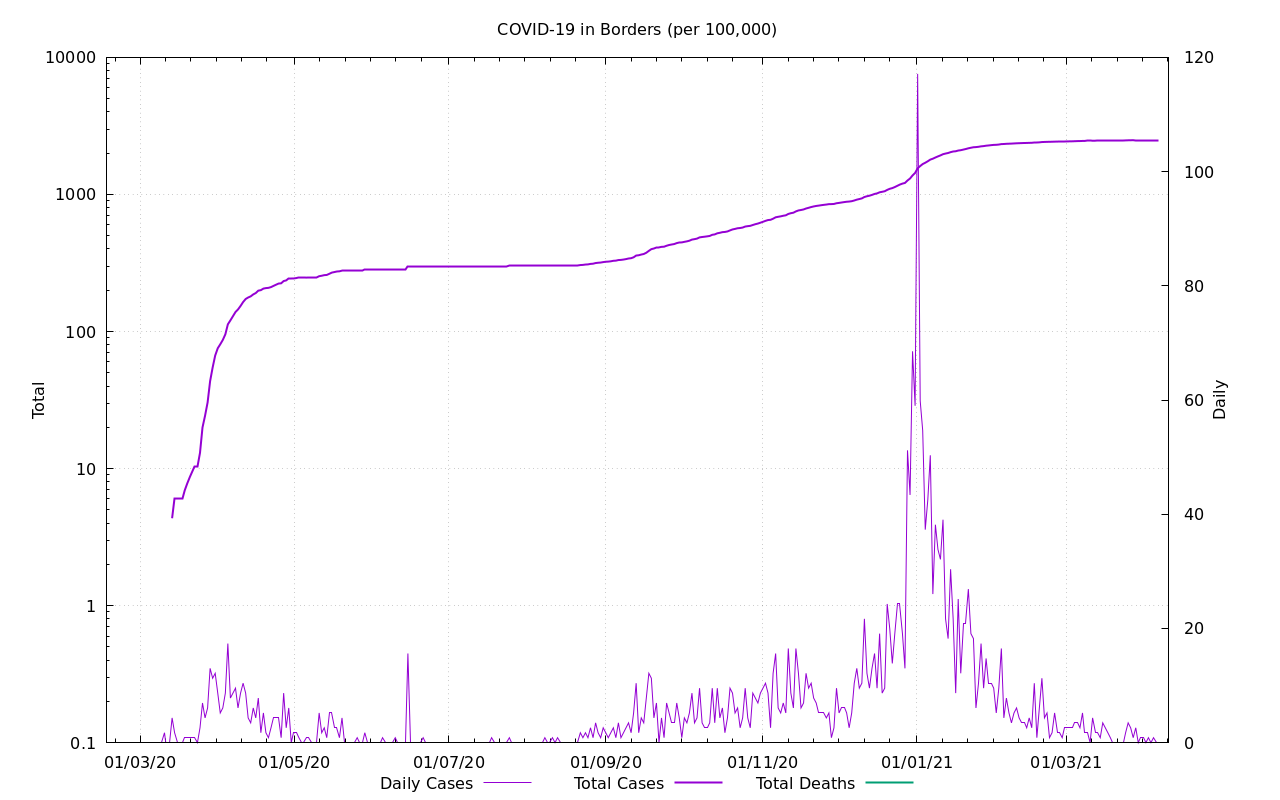 COVID-19 in Borders (per 100,000)
10000
1000
100
10
1
0.1
Total
120
100
80
60
40
20
0
Daily
01/03/20 01/05/20 01/07/20 01/09/20 01/11/20 01/01/21 01/03/21
Daily Cases Total Cases Total Deaths